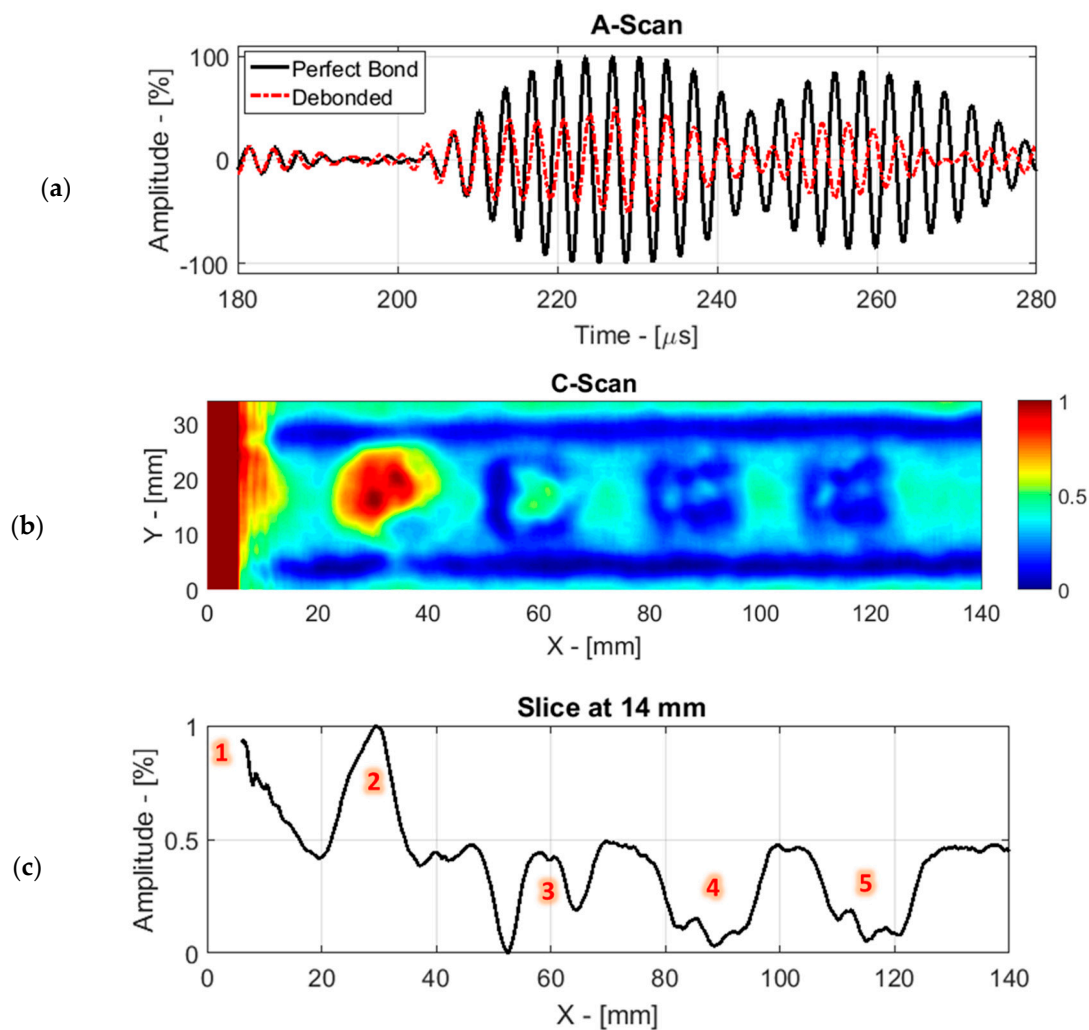 A-Scan
Perfect Bond
Debonded
100
0
-100
Amplitude - [%]
180 200 220 240 260 280
Time - [μs]
(a)
C-Scan
30
20
10
0
Y - [mm]
0 20 40 60 80 100 120 140
X - [mm]
1
0.5
0
(b)
Slice at 14 mm
1
0.5
0
Amplitude - [%]
1
2
3
4
5
0 20 40 60 80 100 120 140
X - [mm]
(c)